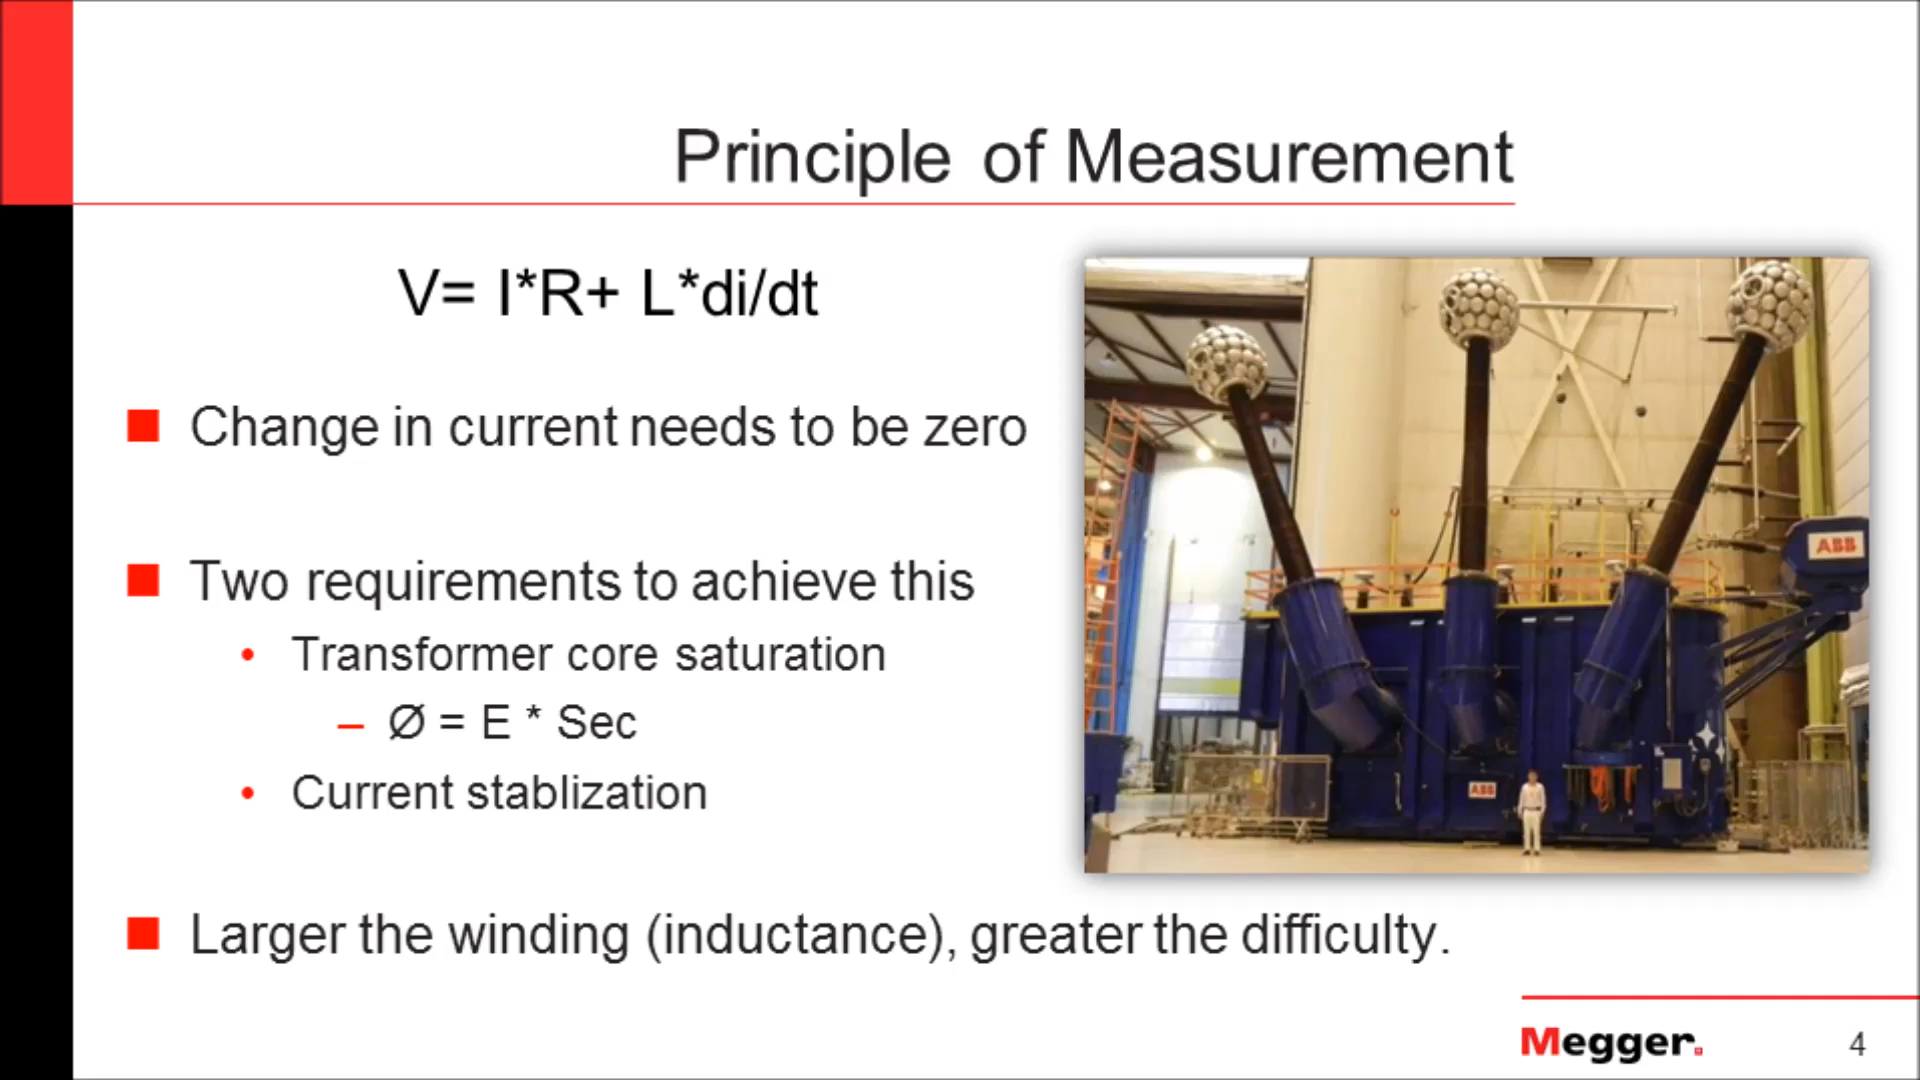 Principle of Measurement
V= I*R+ L*di/dt
Change in current needs to be zero
Two requirements to achieve this
Transformer core saturation
– Ø = E * Sec
Current stablization
Larger the winding (inductance), greater the difficulty.
ABB
ABB
Megger.
4